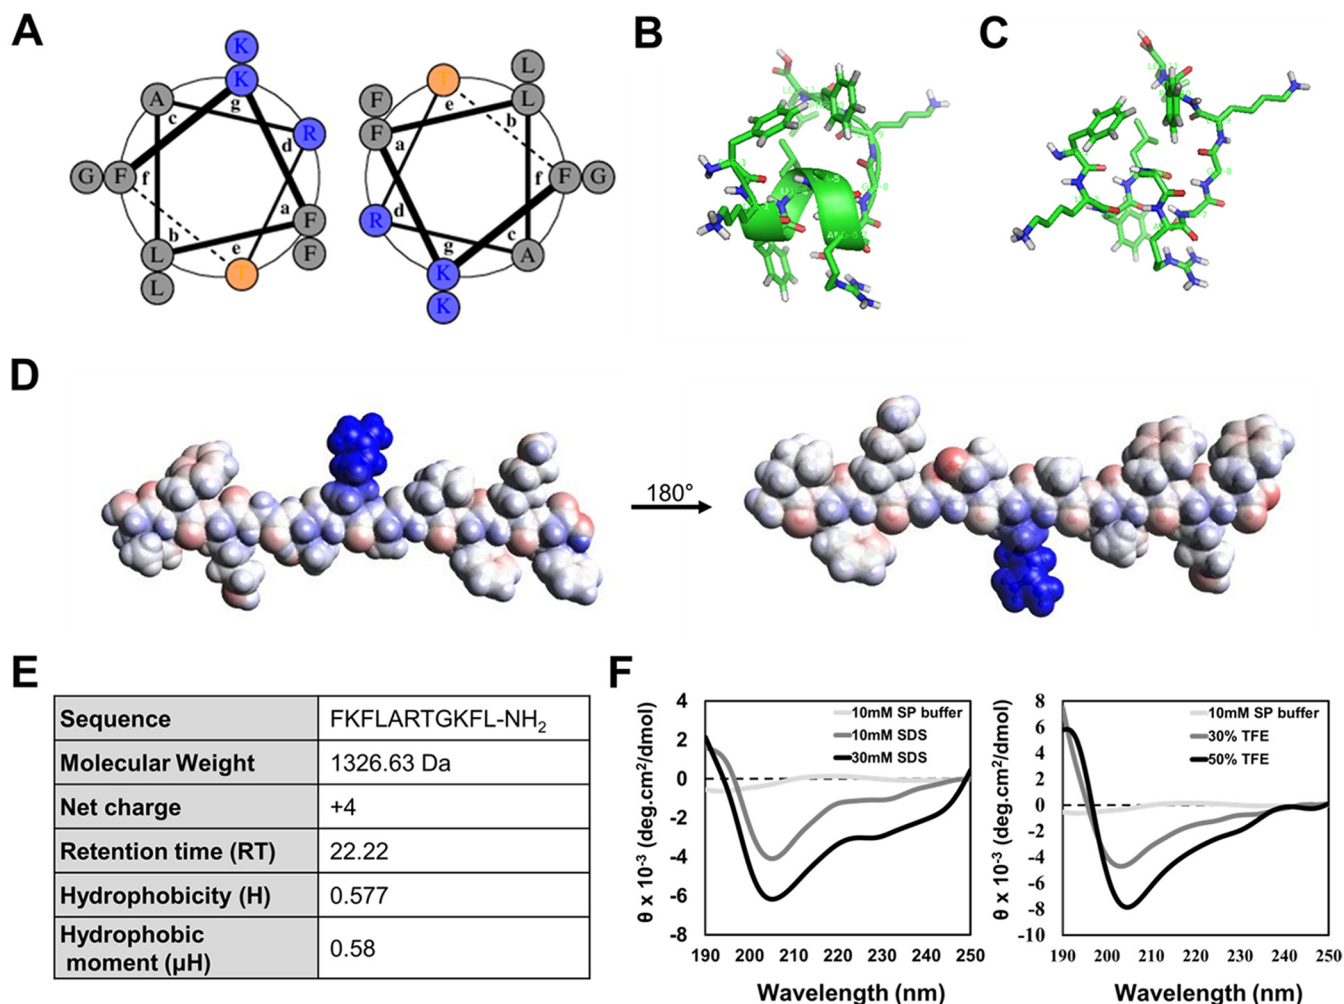 A
B
C
K
K
A
c
g
d
R
G
F
f
a
F
F
b
e
L
L
T
T
L
L
F
F
e
b
a
f
F
G
R
d
g
c
A
K
K
D
180°
E
Sequence
FKFLARTGKFL-NH2
Molecular Weight
1326.63 Da
Net charge
+4
Retention time (RT)
22.22
Hydrophobicity (H)
0.577
Hydrophobic
moment (µH)
0.58
F
θ x 10-3 (deg.cm2/dmol)
4
2
0
-2
-4
-6
-8
10mM SP buffer
10mM SDS
30mM SDS
190 200 210 220 230 240 250
Wavelength (nm)
θ x 10-3 (deg.cm2/dmol)
8
6
4
2
0
-2
-4
-6
-8
-10
10mM SP buffer
30% TFE
50% TFE
190 200 210 220 230 240 250
Wavelength (nm)